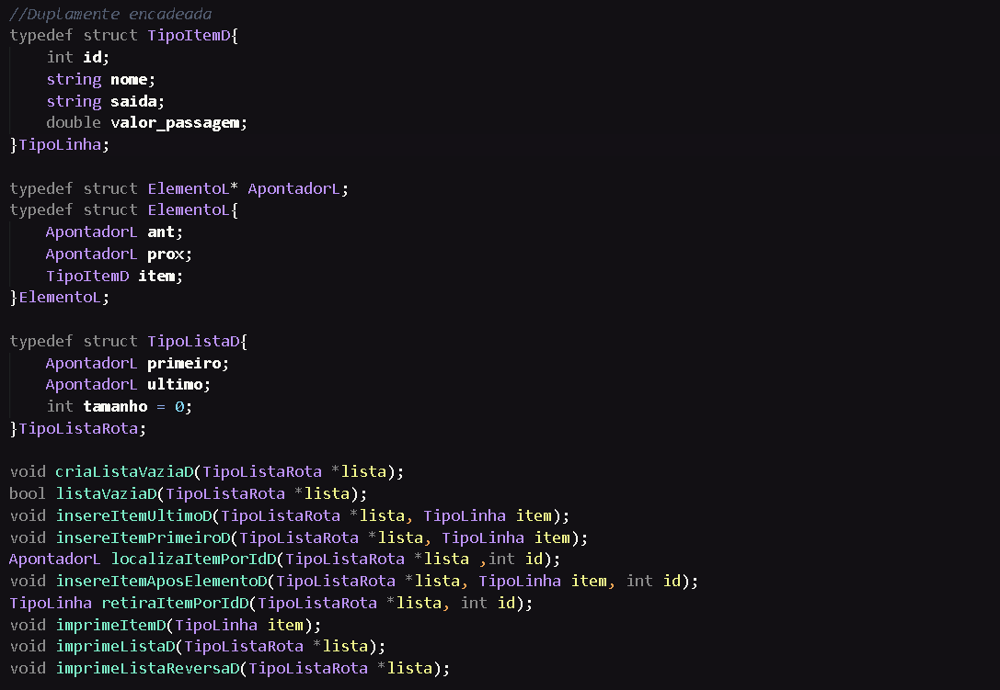 //Duplamente encadeada
typedef struct TipoItemD{
    int id;
    string nome;
    string saida;
    double valor_passagem;
}TipoLinha;

typedef struct ElementoL* ApontadorL;
typedef struct ElementoL{
    ApontadorL ant;
    ApontadorL prox;
    TipoItemD item;
}ElementoL;

typedef struct TipoListaD{
    ApontadorL primeiro;
    ApontadorL ultimo;
    int tamanho = 0;
}TipoListaRota;

void criaListaVaziaD(TipoListaRota *lista);
bool listaVaziaD(TipoListaRota *lista);
void insereItemUltimoD(TipoListaRota *lista, TipoLinha item);
void insereItemPrimeiroD(TipoListaRota *lista, TipoLinha item);
ApontadorL localizaItemPorIdD(TipoListaRota *lista ,int id);
void insereItemAposElementoD(TipoListaRota *lista, TipoLinha item, int id);
TipoLinha retiraItemPorIdD(TipoListaRota *lista, int id);
void imprimeItemD(TipoLinha item);
void imprimeListaD(TipoListaRota *lista);
void imprimeListaReversaD(TipoListaRota *lista);